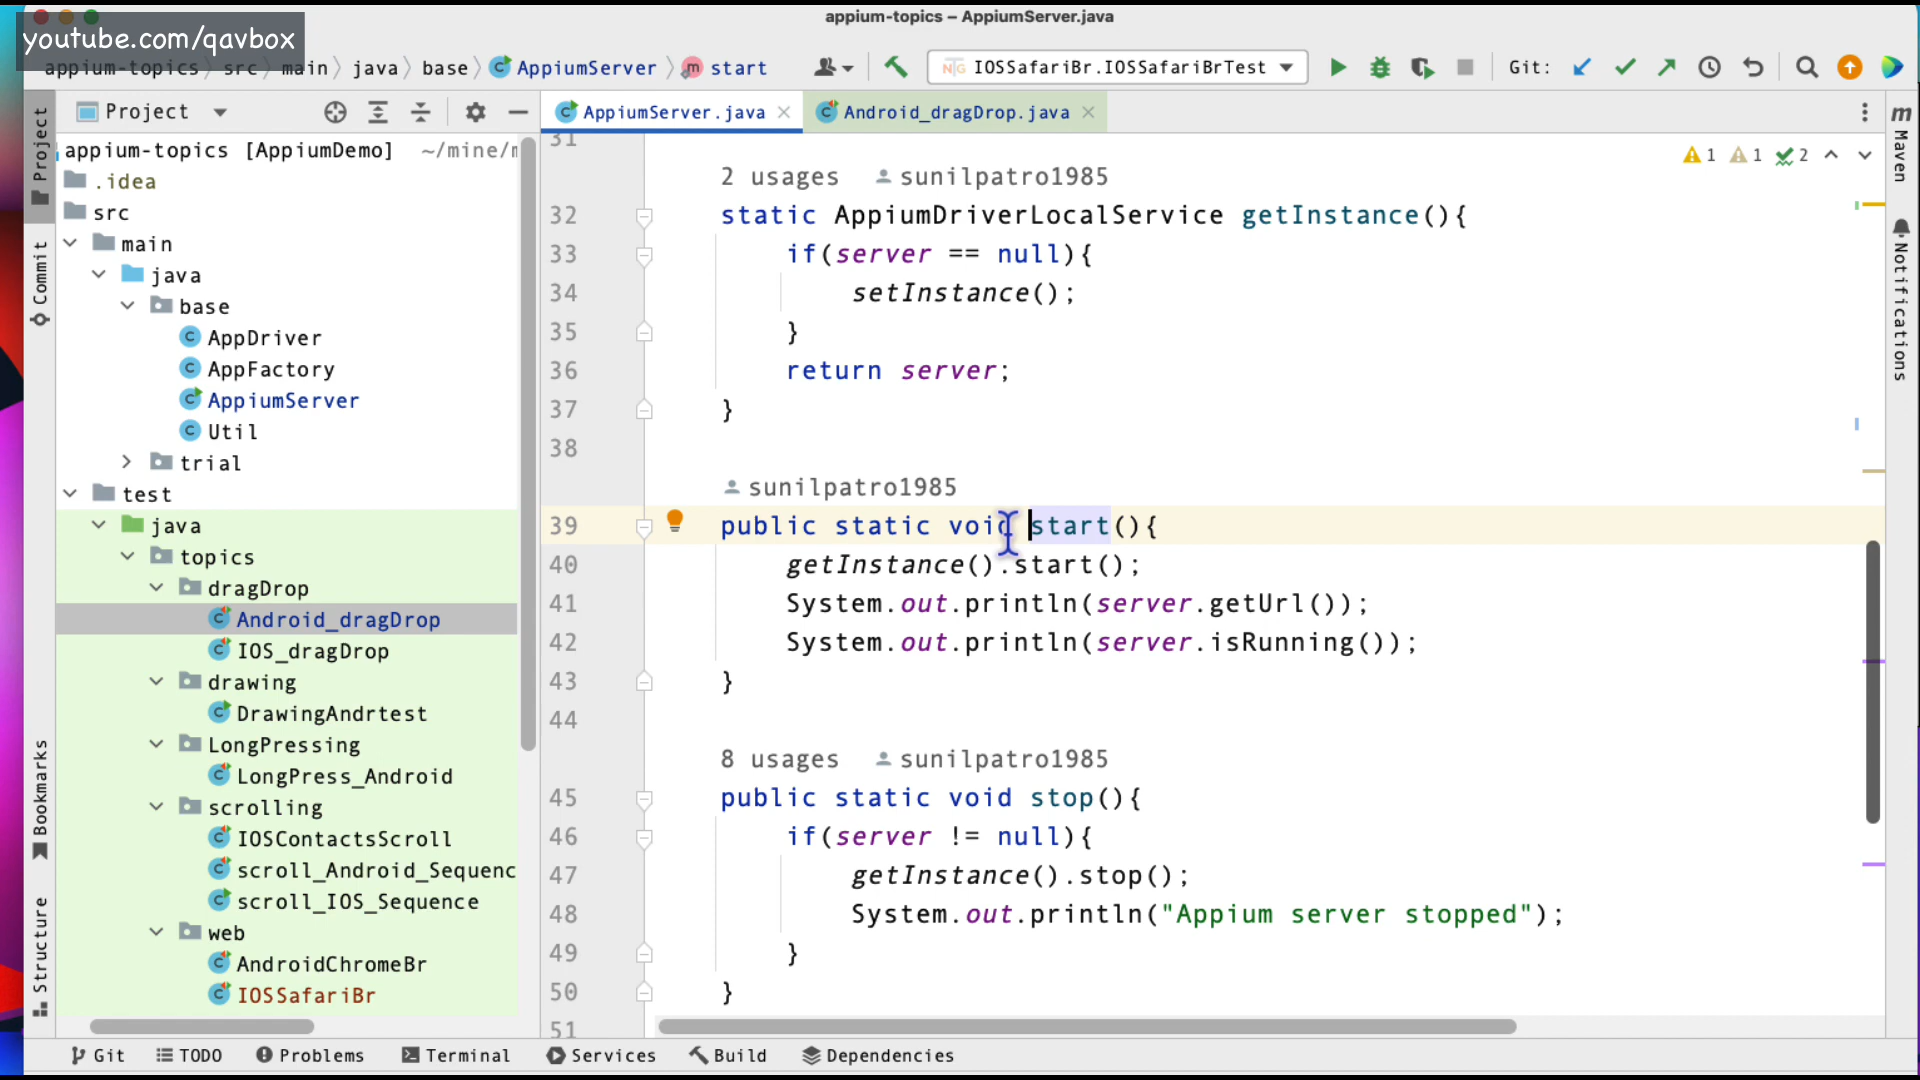 appium-topics – AppiumServer.java
youtube.com/qavbox
appium-topics src main java base AppiumServer start
IOSSafariBr.IOSSafariBrTest
Git:
Project
AppiumServer.java
Android_dragDrop.java
Project
Commit
Bookmarks
Structure
appium-topics [AppiumDemo] ~/mine/
.idea
src
main
java
base
AppDriver
AppFactory
AppiumServer
Util
trial
test
java
topics
dragDrop
Android_dragDrop
IOS_dragDrop
drawing
DrawingAndrtest
LongPressing
LongPress_Android
scrolling
IOSContactsScroll
scroll_Android_Sequenc
scroll_IOS_Sequence
web
AndroidChromeBr
IOSSafariBr
31
1 1 2
2 usages sunilpatro1985
32 static AppiumDriverLocalService getInstance(){
33 if(server == null){
34 setInstance();
35 }
36 return server;
37 }
38
sunilpatro1985
39 public static void start(){
40 getInstance().start();
41 System.out.println(server.getUrl());
42 System.out.println(server.isRunning());
43 }
44
8 usages sunilpatro1985
45 public static void stop(){
46 if(server != null){
47 getInstance().stop();
48 System.out.println("Appium server stopped");
49 }
50 }
51
m Maven
Notifications
Git TODO Problems Terminal Services Build Dependencies